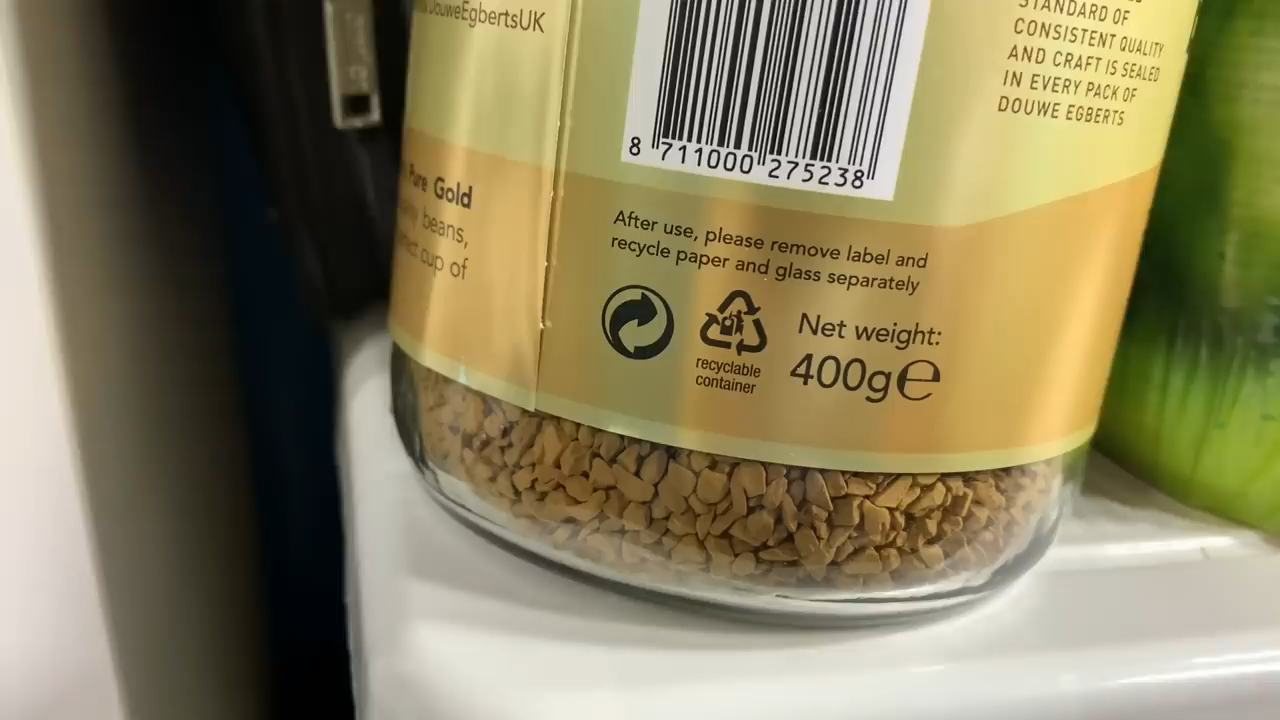 DouweEgbertsUK
STANDARD OF
CONSISTENT QUALITY
AND CRAFT IS SEALED
IN EVERY PACK OF
DOUWE EGBERTS
8 711000 275238
Pure Gold
beans,
cup of
After use, please remove label and
recycle paper and glass separately
recyclable
container
Net weight:
400g℮